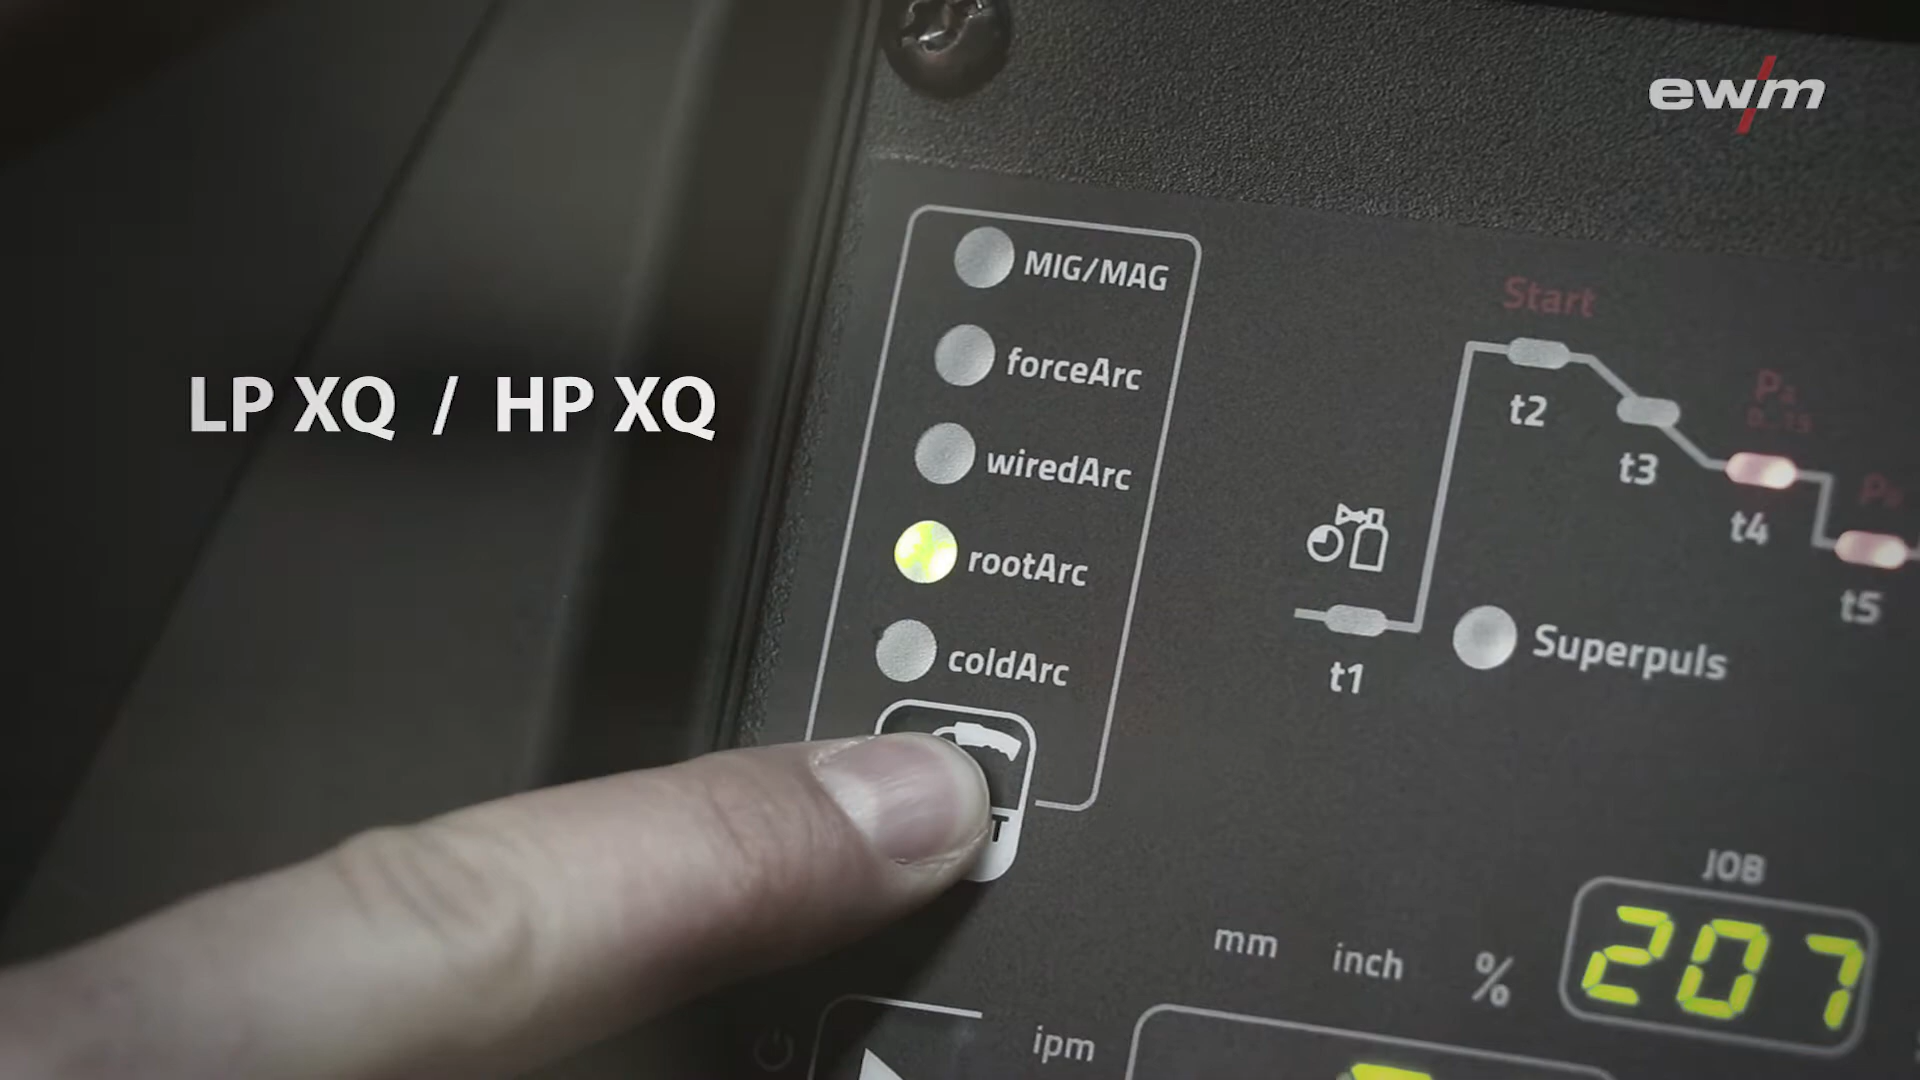 ewm
LP XQ / HP XQ
MIG/MAG
forceArc
wiredArc
rootArc
coldArc
Start
t2
t3
t4
t5
t1
Superpuls
JOB
207
mm inch %
ipm